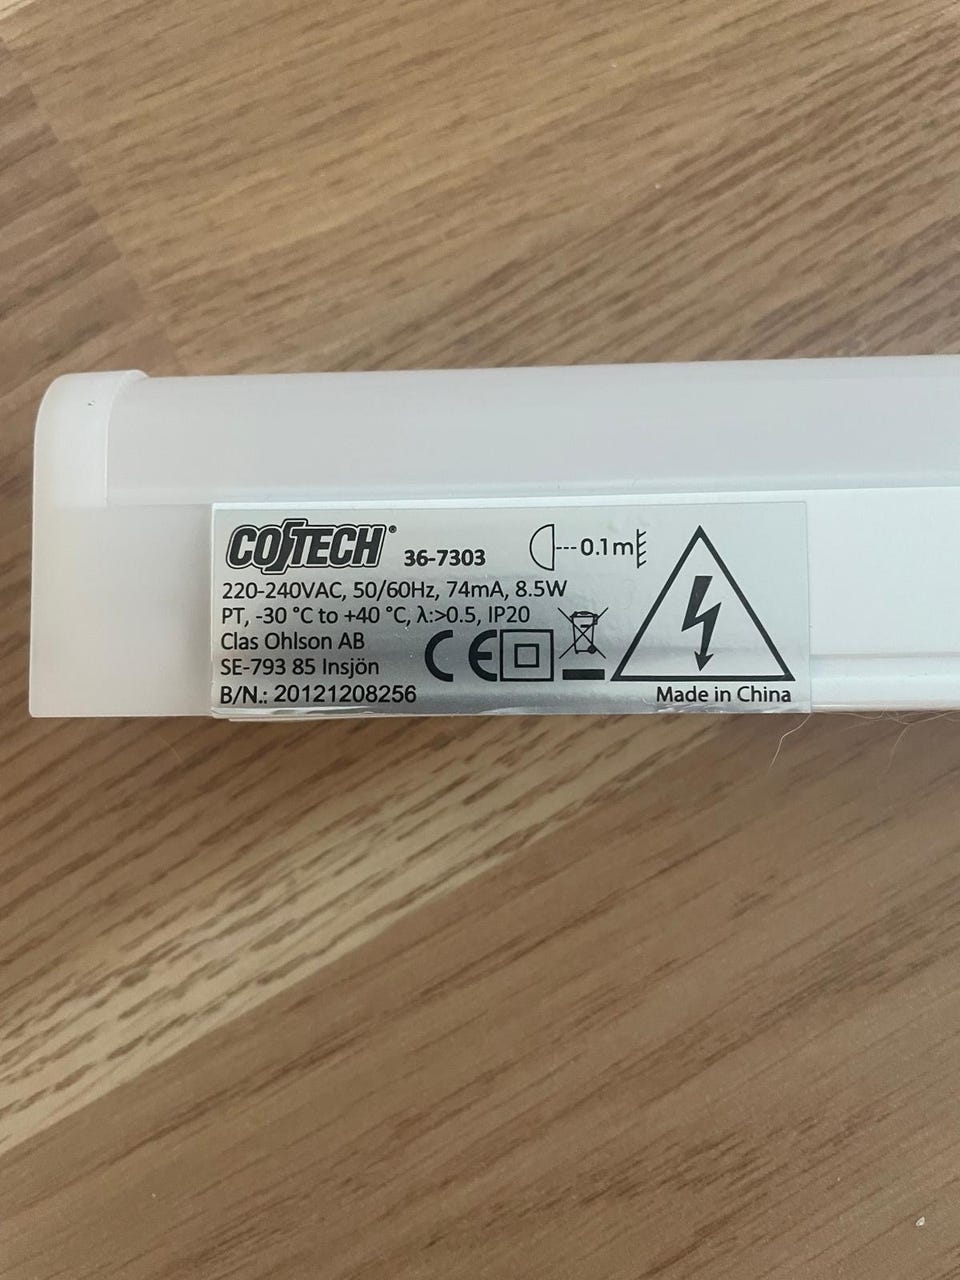 COTECH® 36-7303 0.1m
220-240VAC, 50/60Hz, 74mA, 8.5W
PT, -30 °C to +40 °C, λ:>0.5, IP20
Clas Ohlson AB
SE-793 85 Insjön CE
B/N.: 20121208256 Made in China